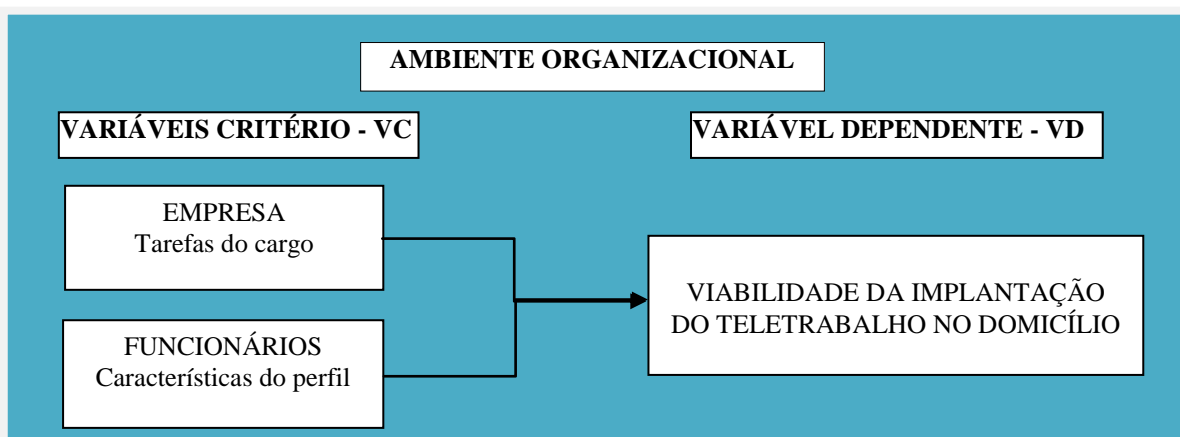 AMBIENTE ORGANIZACIONAL
VARIÁVEIS CRITÉRIO - VC
VARIÁVEL DEPENDENTE - VD
EMPRESA
Tarefas do cargo
FUNCIONÁRIOS
Características do perfil
VIABILIDADE DA IMPLANTAÇÃO
DO TELETRABALHO NO DOMICÍLIO